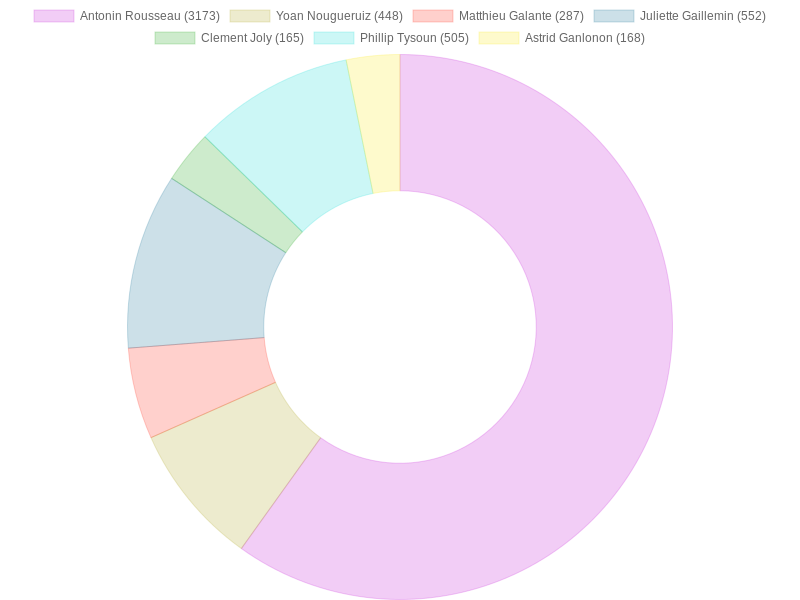 Antonin Rousseau (3173) Yoan Nougueruiz (448) Matthieu Galante (287) Juliette Gaillemin (552)
Clement Joly (165) Phillip Tysoun (505) Astrid Ganlonon (168)